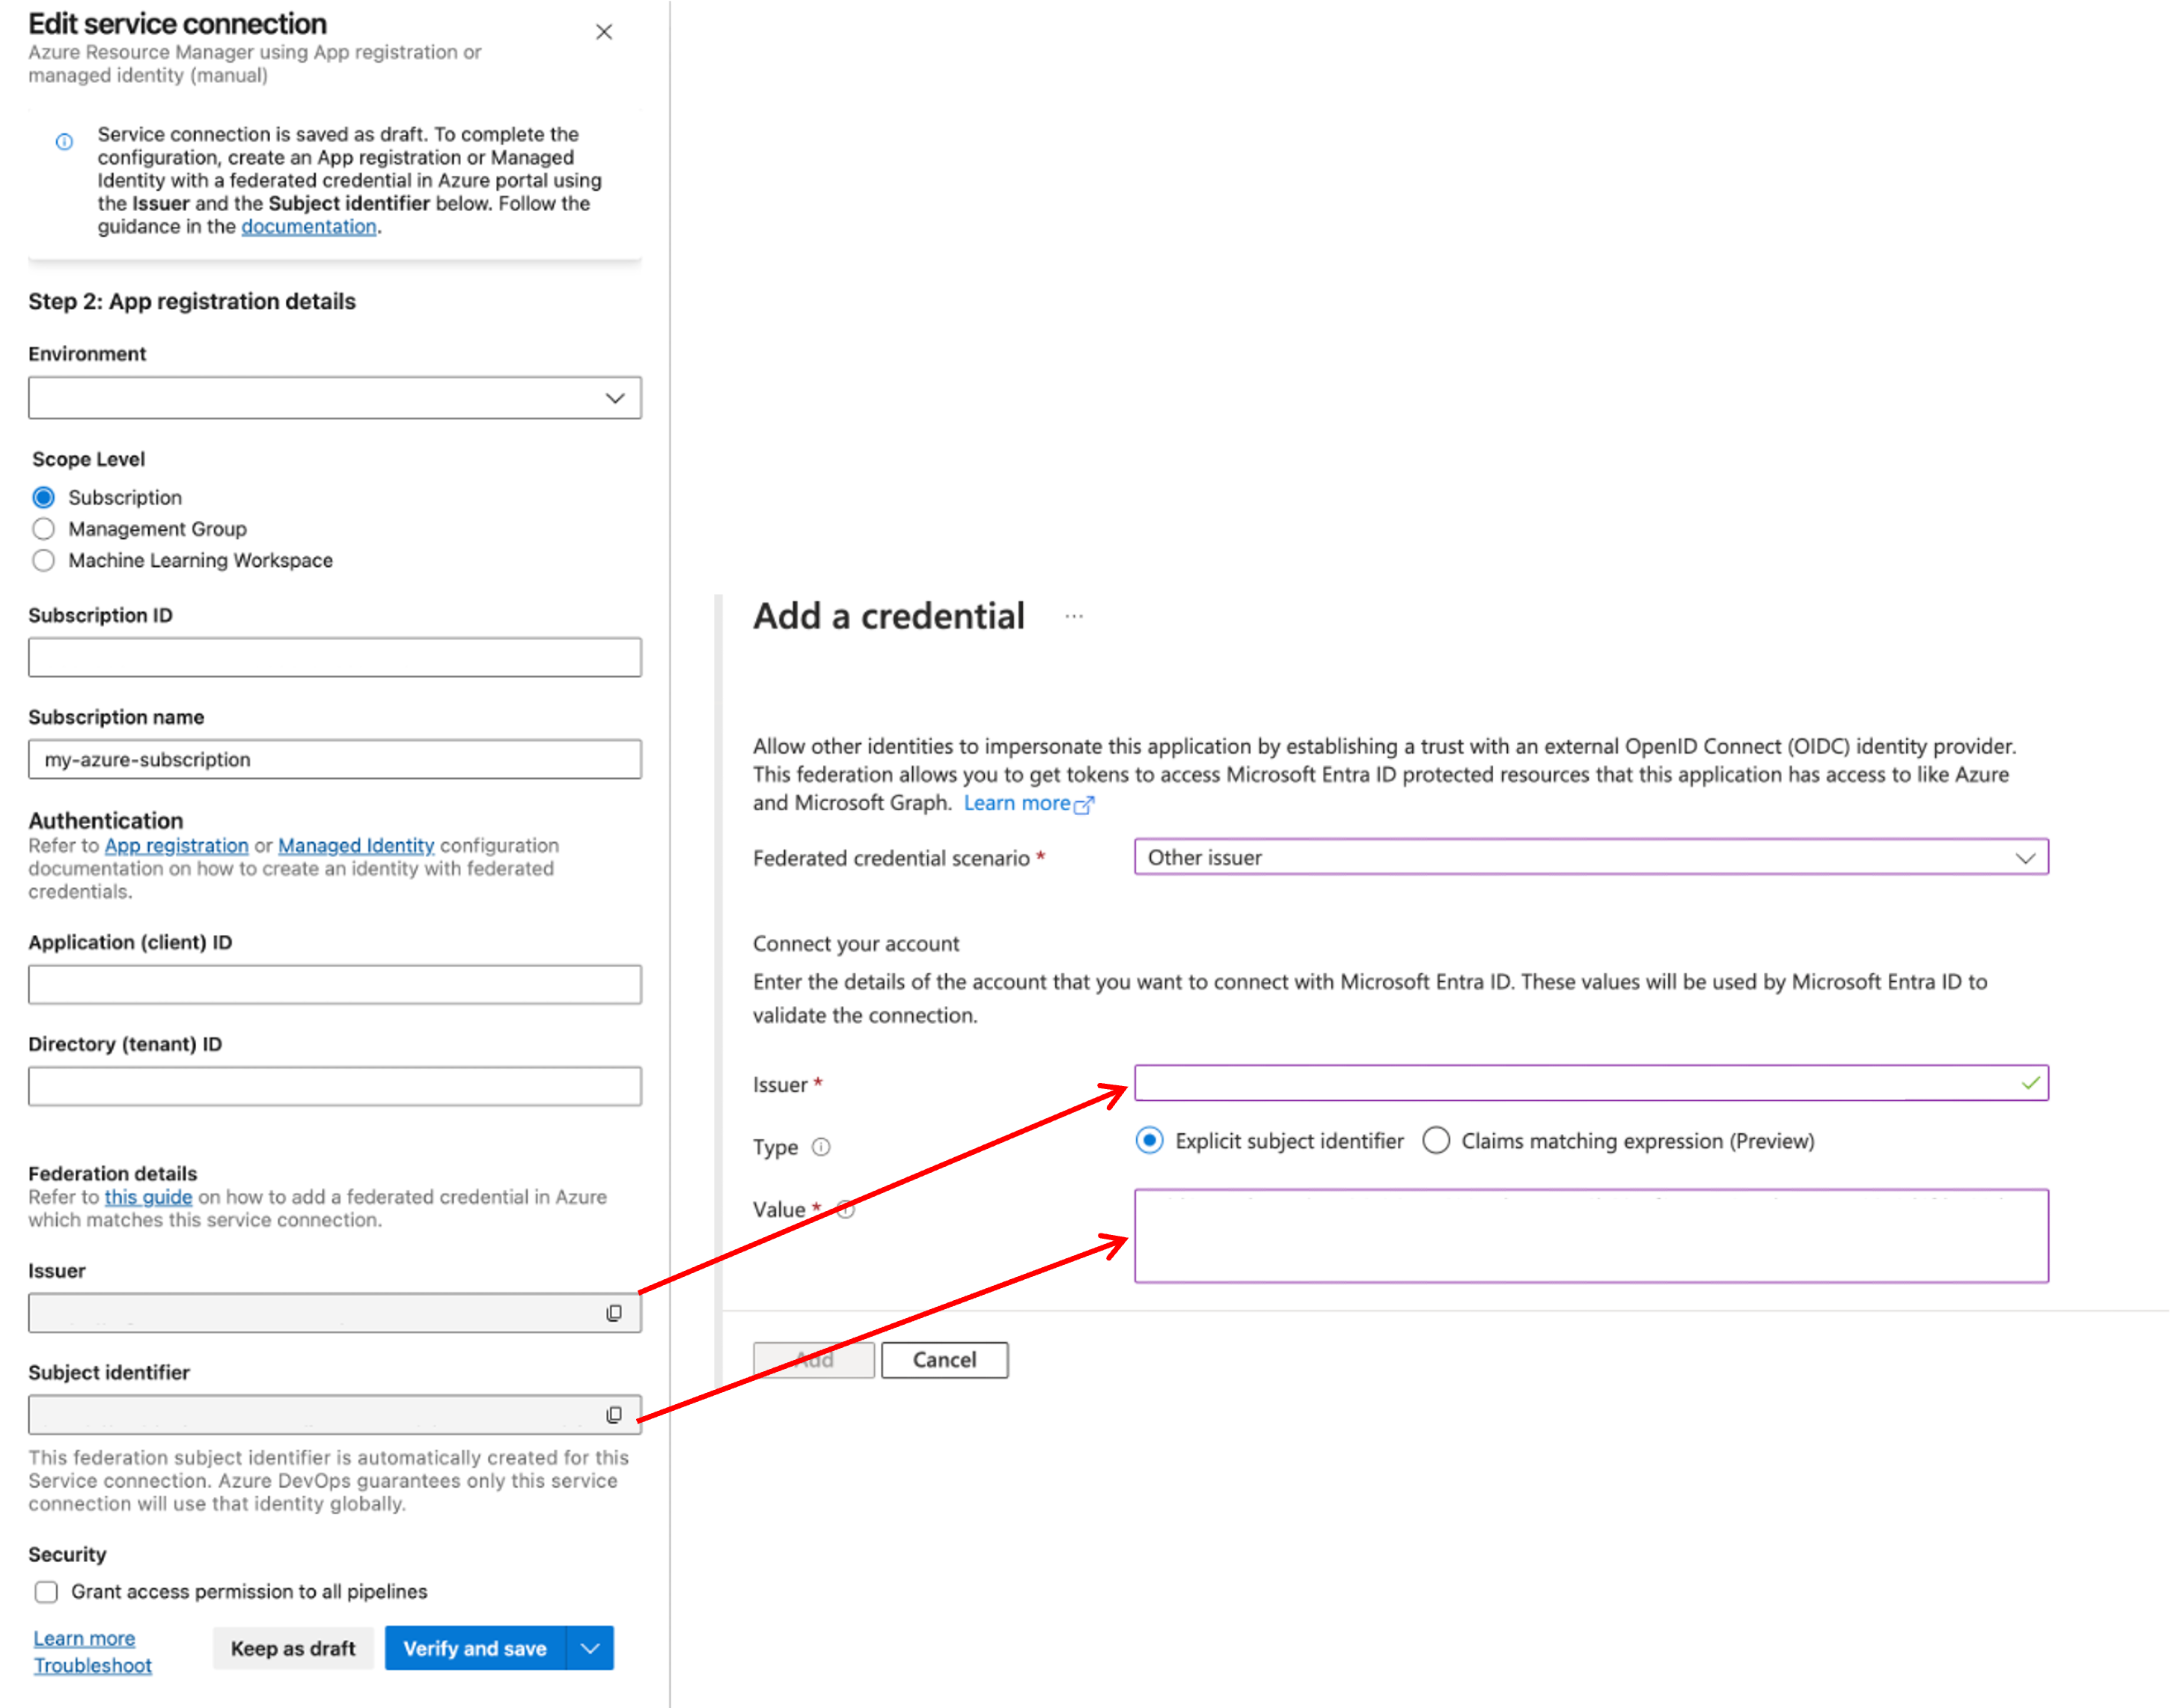 Edit service connection
Azure Resource Manager using App registration or
managed identity (manual)
Service connection is saved as draft. To complete the
configuration, create an App registration or Managed
Identity with a federated credential in Azure portal using
the Issuer and the Subject identifier below. Follow the
guidance in the documentation.
Step 2: App registration details
Environment
Scope Level
Subscription
Management Group
Machine Learning Workspace
Subscription ID
Subscription name
my-azure-subscription
Authentication
Refer to App registration or Managed Identity configuration
documentation on how to create an identity with federated
credentials.
Application (client) ID
Directory (tenant) ID
Federation details
Refer to this guide on how to add a federated credential in Azure
which matches this service connection.
Issuer
Subject identifier
This federation subject identifier is automatically created for this
Service connection. Azure DevOps guarantees only this service
connection will use that identity globally.
Security
Grant access permission to all pipelines
Learn more
Troubleshoot
Keep as draft
Verify and save
Add a credential ...
Allow other identities to impersonate this application by establishing a trust with an external OpenID Connect (OIDC) identity provider.
This federation allows you to get tokens to access Microsoft Entra ID protected resources that this application has access to like Azure
and Microsoft Graph. Learn more
Federated credential scenario *
Other issuer
Connect your account
Enter the details of the account that you want to connect with Microsoft Entra ID. These values will be used by Microsoft Entra ID to
validate the connection.
Issuer *
Type
Explicit subject identifier
Claims matching expression (Preview)
Value *
Add
Cancel